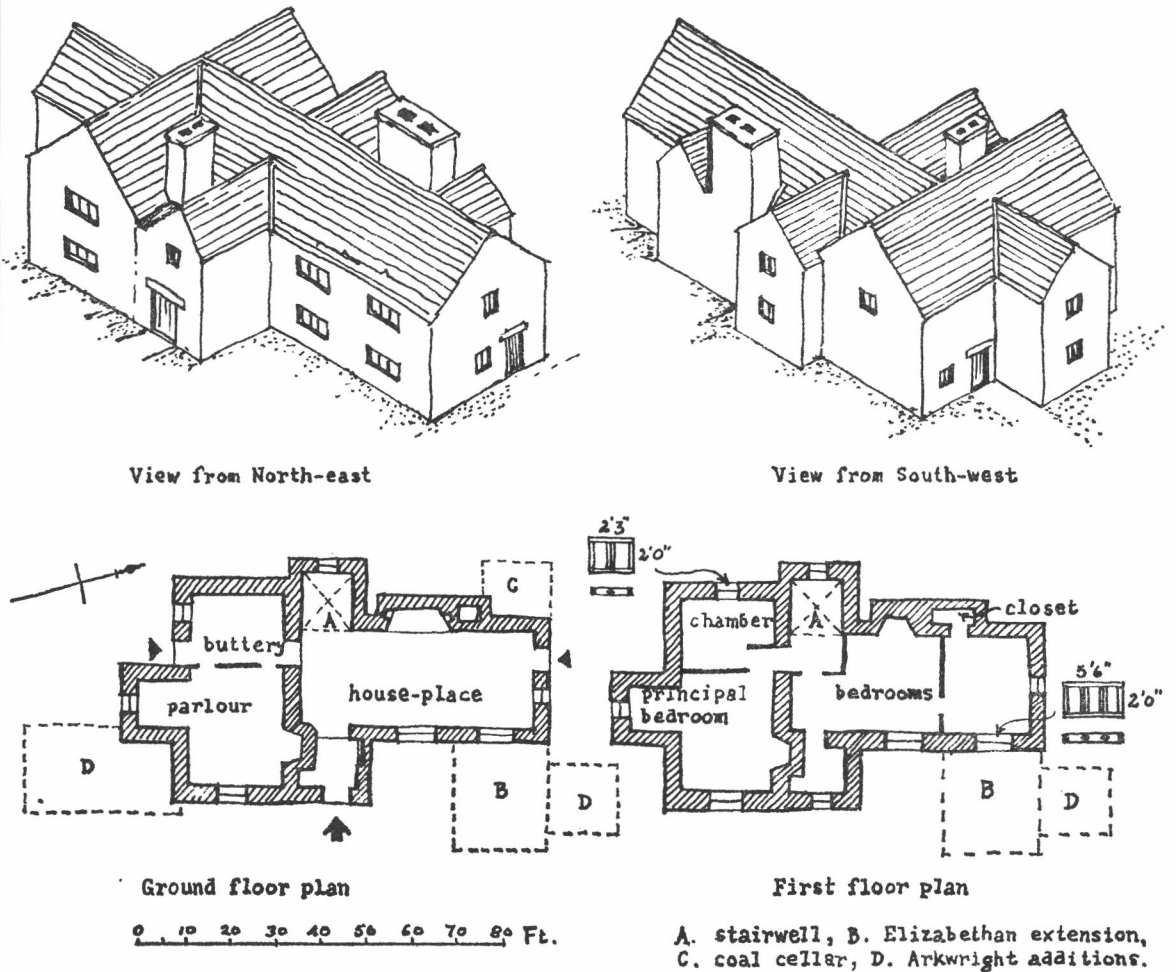 View from North-east
View from South-west
2'3"
2'0"
C
A
buttery
parlour
house-place
D
B
D
chamber
A
closet
principal
bedroom
bedrooms
5'6"
2'0"
B
D
Ground floor plan
First floor plan
0 10 20 30 40 50 60 70 80 Ft.
A. stairwell, B. Elizabethan extension,
C. coal cellar, D. Arkwright additions.